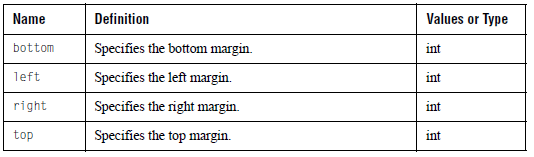 Name Definition Values or Type
bottom Specifies the bottom margin. int
left Specifies the left margin. int
right Specifies the right margin. int
top Specifies the top margin. int